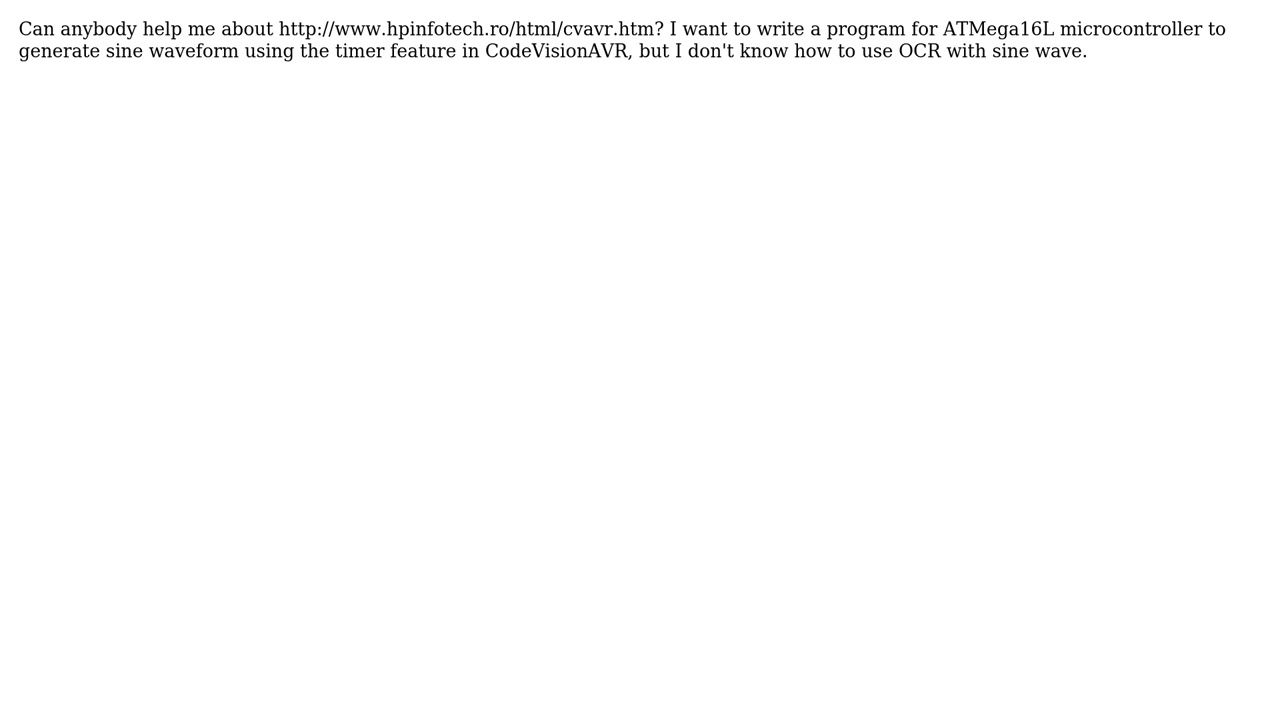 Can anybody help me about http://www.hpinfotech.ro/html/cvavr.htm? I want to write a program for ATMega16L microcontroller to
generate sine waveform using the timer feature in CodeVisionAVR, but I don't know how to use OCR with sine wave.